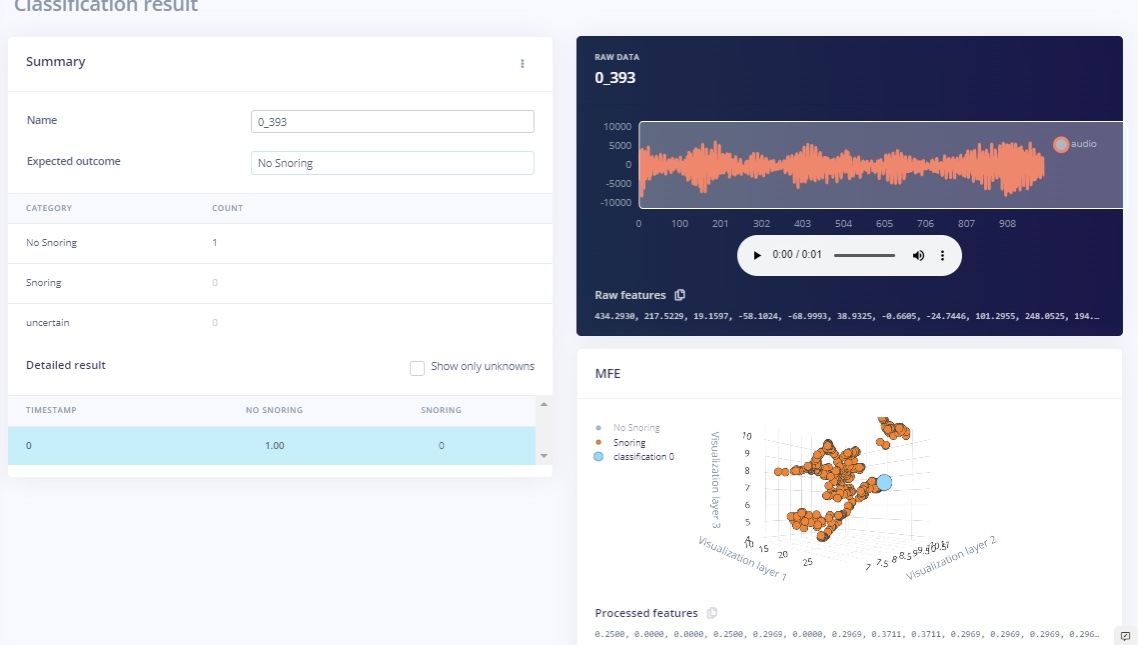 Classification result
Summary
Name
0_393
Expected outcome
No Snoring
CATEGORY COUNT
No Snoring 1
Snoring 0
uncertain 0
Detailed result
Show only unknowns
TIMESTAMP NO SNORING SNORING
0 1.00 0
RAW DATA
0_393
10000
5000
0
-5000
-10000
audio
0 100 201 302 403 504 605 706 807 908
0:00 / 0:01
Raw features
434.2930, 217.5229, 19.1597, -58.1024, -68.9993, 38.9325, -0.6605, -24.7446, 101.2955, 248.0525, 194.…
MFE
No Snoring
Snoring
classification 0
Visualization layer 3
10
9
8
7
6
5
4
10 15 20 25
Visualization layer 1
7 7.5 8 8.5 9 9.5
Visualization layer 2
Processed features
0.2500, 0.0000, 0.0000, 0.2500, 0.2969, 0.0000, 0.2969, 0.3711, 0.3711, 0.2969, 0.2969, 0.2969, 0.296…